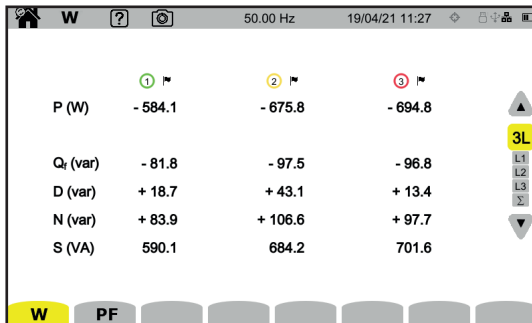 W ? 50.00 Hz 19/04/21 11:27
1 2 3
P (W) - 584.1 - 675.8 - 694.8
3L
L1
Qf (var) - 81.8 - 97.5 - 96.8
L2
D (var) + 18.7 + 43.1 + 13.4
L3
Σ
N (var) + 83.9 + 106.6 + 97.7
S (VA) 590.1 684.2 701.6
W PF